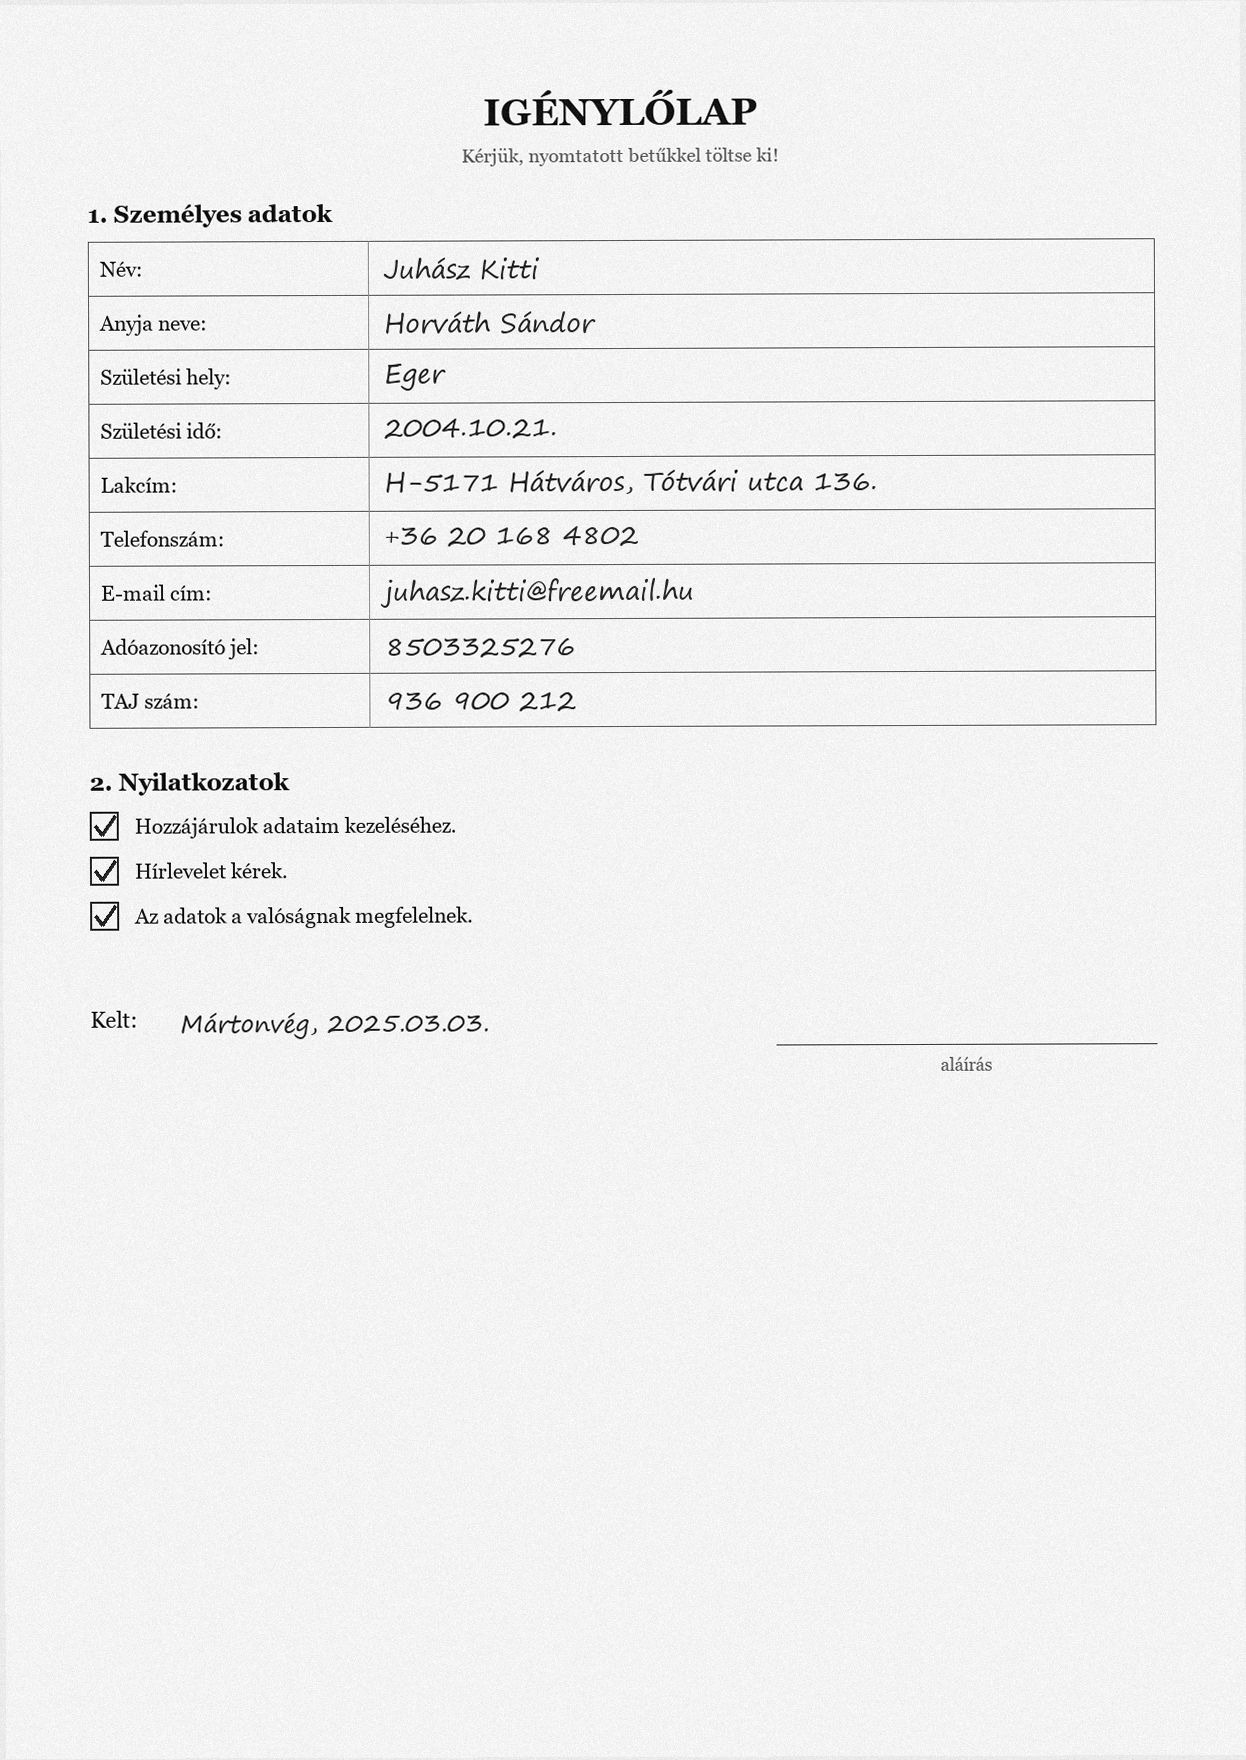 IGÉNYLŐLAP
Kérjük, nyomtatott betűkkel töltse ki!
1. Személyes adatok
Név: Juhász Kitti
Anyja neve: Horváth Sándor
Születési hely: Eger
Születési idő: 2004.10.21.
Lakcím: H-5171 Hátváros, Tótvári utca 136.
Telefonszám: +36 20 168 4802
E-mail cím: juhasz.kitti@freemail.hu
Adóazonosító jel: 8503325276
TAJ szám: 936 900 212
2. Nyilatkozatok
Hozzájárulok adataim kezeléséhez.
Hírlevelet kérek.
Az adatok a valóságnak megfelelnek.
Kelt: Mártonvég, 2025.03.03.
aláírás